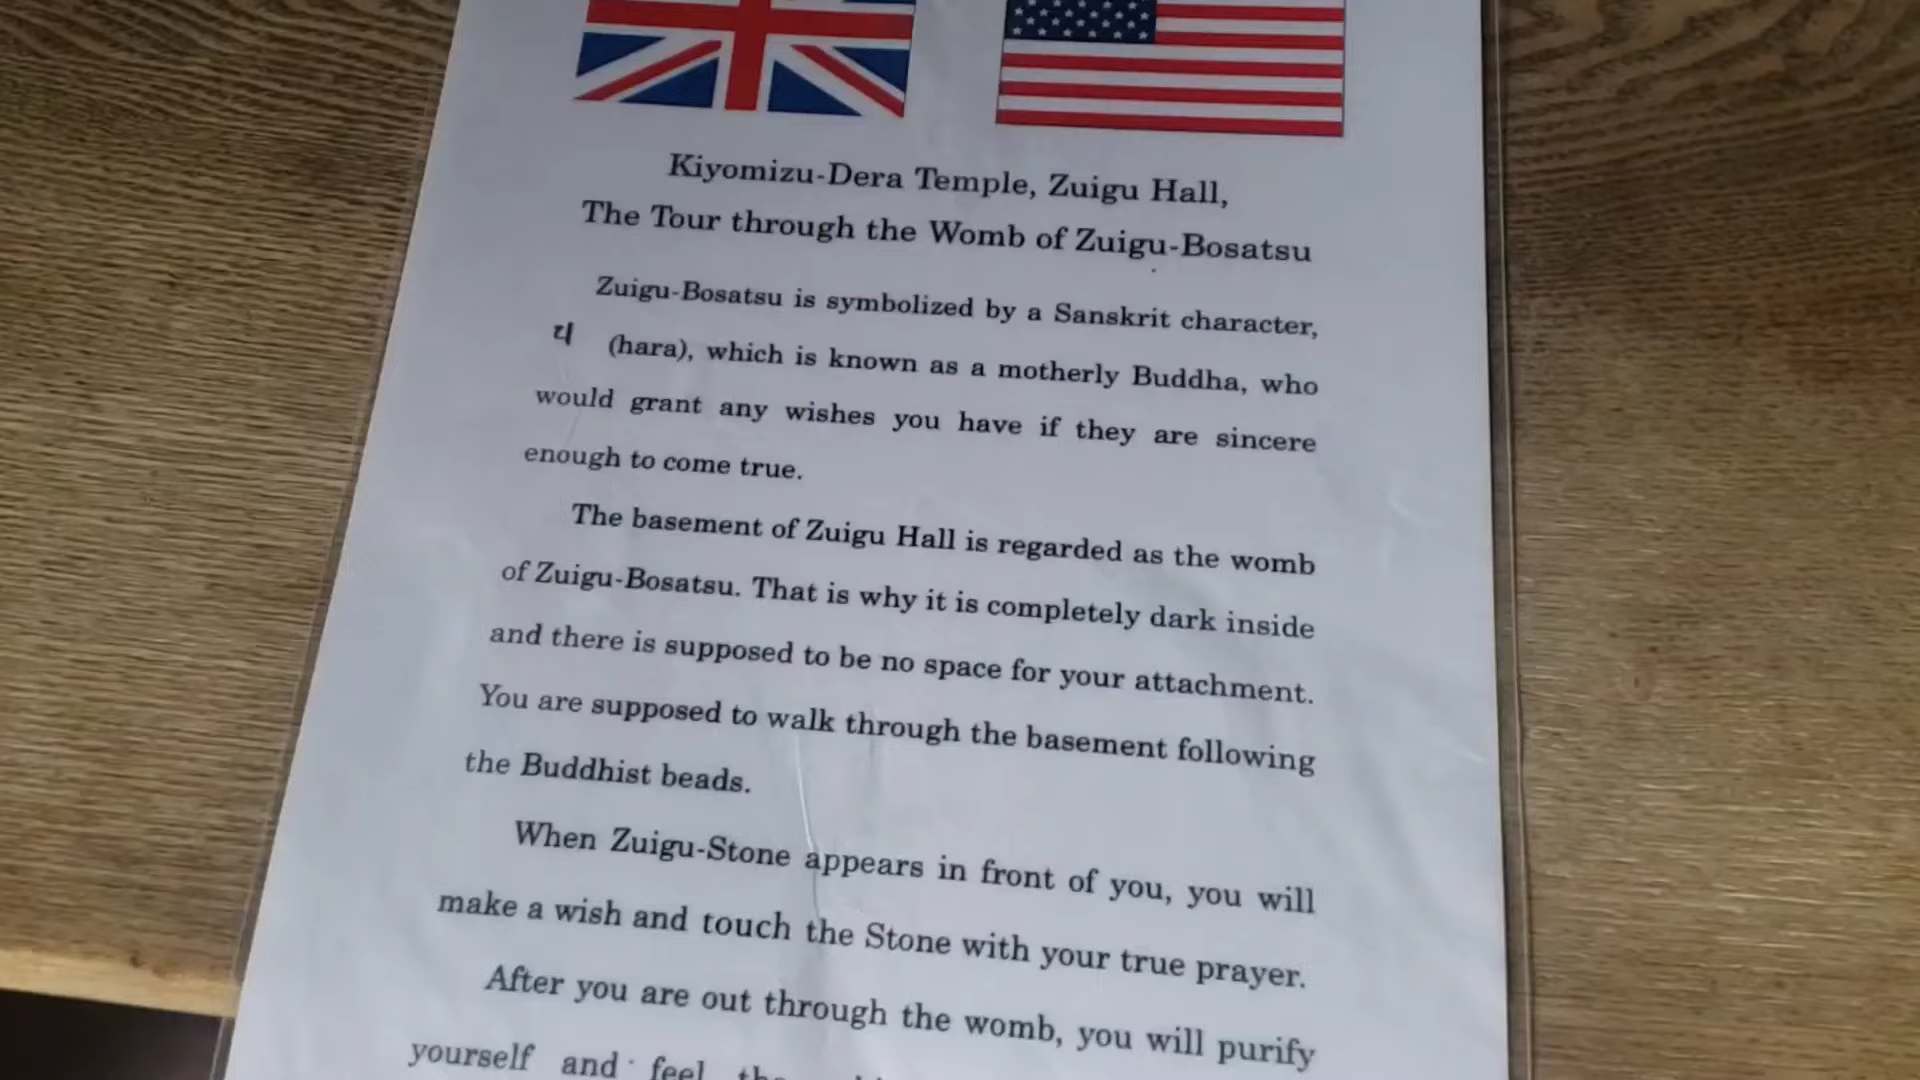 Kiyomizu-Dera Temple, Zuigu Hall,
The Tour through the Womb of Zuigu-Bosatsu
Zuigu-Bosatsu is symbolized by a Sanskrit character,
(hara), which is known as a motherly Buddha, who
would grant any wishes you have if they are sincere
enough to come true.
The basement of Zuigu Hall is regarded as the womb
of Zuigu-Bosatsu. That is why it is completely dark inside
and there is supposed to be no space for your attachment.
You are supposed to walk through the basement following
the Buddhist beads.
When Zuigu-Stone appears in front of you, you will
make a wish and touch the Stone with your true prayer.
After you are out through the womb, you will purify
yourself and feel